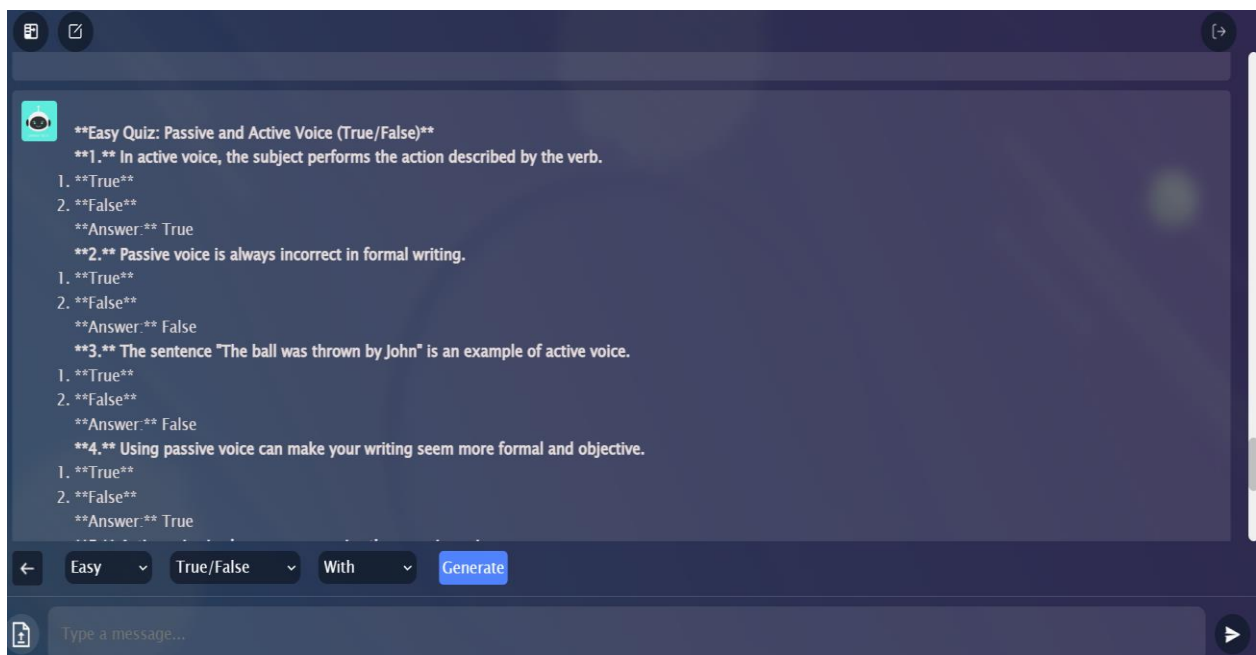 **Easy Quiz: Passive and Active Voice (True/False)**
**1.** In active voice, the subject performs the action described by the verb.
1. **True**
2. **False**
**Answer:** True
**2.** Passive voice is always incorrect in formal writing.
1. **True**
2. **False**
**Answer:** False
**3.** The sentence "The ball was thrown by John" is an example of active voice.
1. **True**
2. **False**
**Answer:** False
**4.** Using passive voice can make your writing seem more formal and objective.
1. **True**
2. **False**
**Answer:** True
Easy True/False With Generate
Type a message...